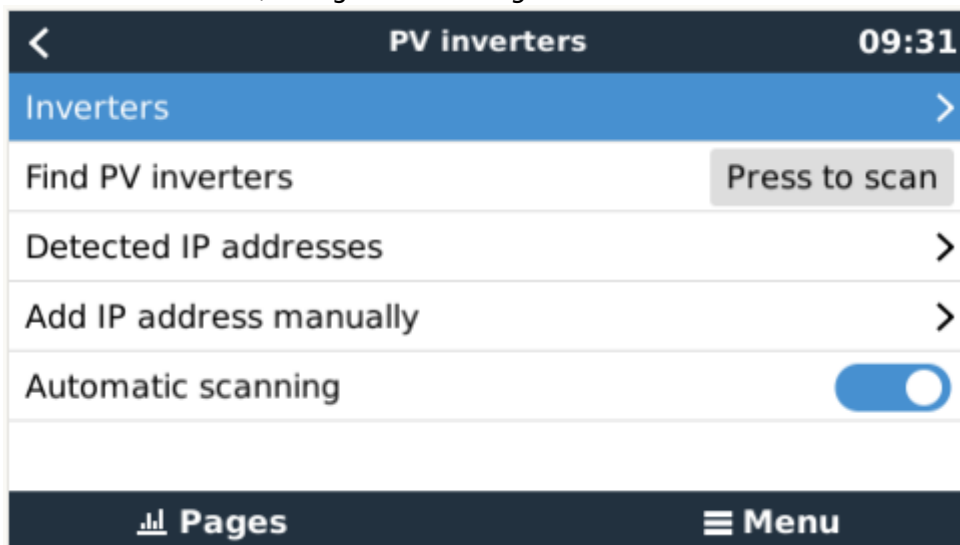 PV inverters 09:31
Inverters
Find PV inverters Press to scan
Detected IP addresses
Add IP address manually
Automatic scanning
Pages Menu